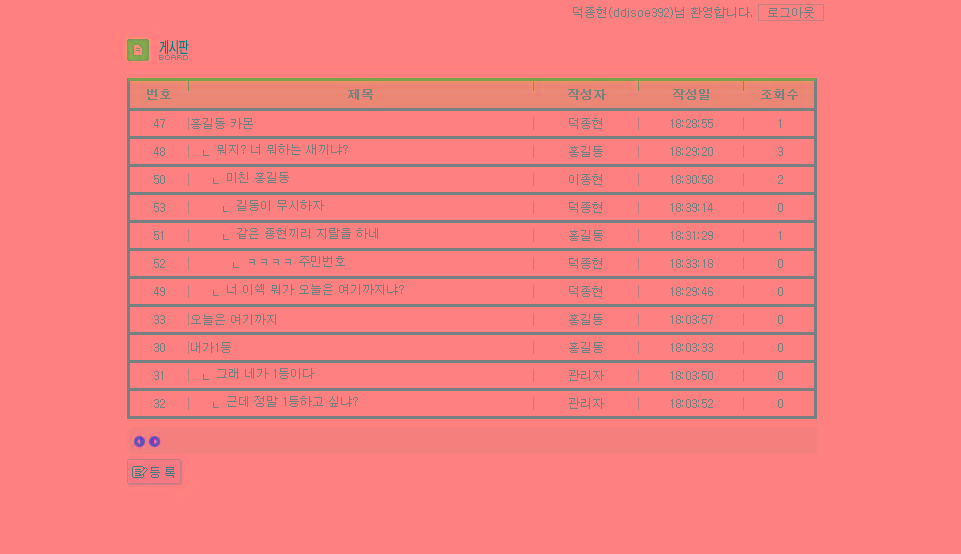 덕종현(ddjsoe392)님 환영합니다. 로그아웃
게시판
BOARD
번호 제목 작성자 작성일 조회수
47 홍길동 카몬 덕종현 18:28:55 1
48 ㄴ 뭐지? 너 뭐하는 새끼냐? 홍길동 18:29:20 3
50 ㄴ 미친 홍길동 이종현 18:30:58 2
53 ㄴ 길동이 무시하자 덕종현 18:39:14 0
51 ㄴ 같은 종현끼리 지랄을 하네 홍길동 18:31:29 1
52 ㄴ ㅋㅋㅋㅋ 주민번호 덕종현 18:33:18 0
49 ㄴ 너 이쉑 뭐가 오늘은 여기까지냐? 덕종현 18:29:46 0
33 오늘은 여기까지 홍길동 18:03:57 0
30 내가1등 홍길동 18:03:33 0
31 ㄴ 그래 네가 1등이다 관리자 18:03:50 0
32 ㄴ 근데 정말 1등하고 싶냐? 관리자 18:03:52 0
등 록